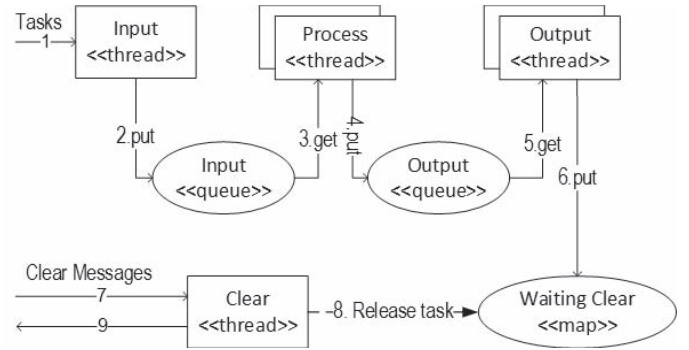 Tasks
1
Input
<<thread>>
Process
<<thread>>
Output
<<thread>>
2.put
3.get
4.put
5.get
6.put
Input
<<queue>>
Output
<<queue>>
Clear Messages
7
9
Clear
<<thread>>
8. Release task
Waiting Clear
<<map>>